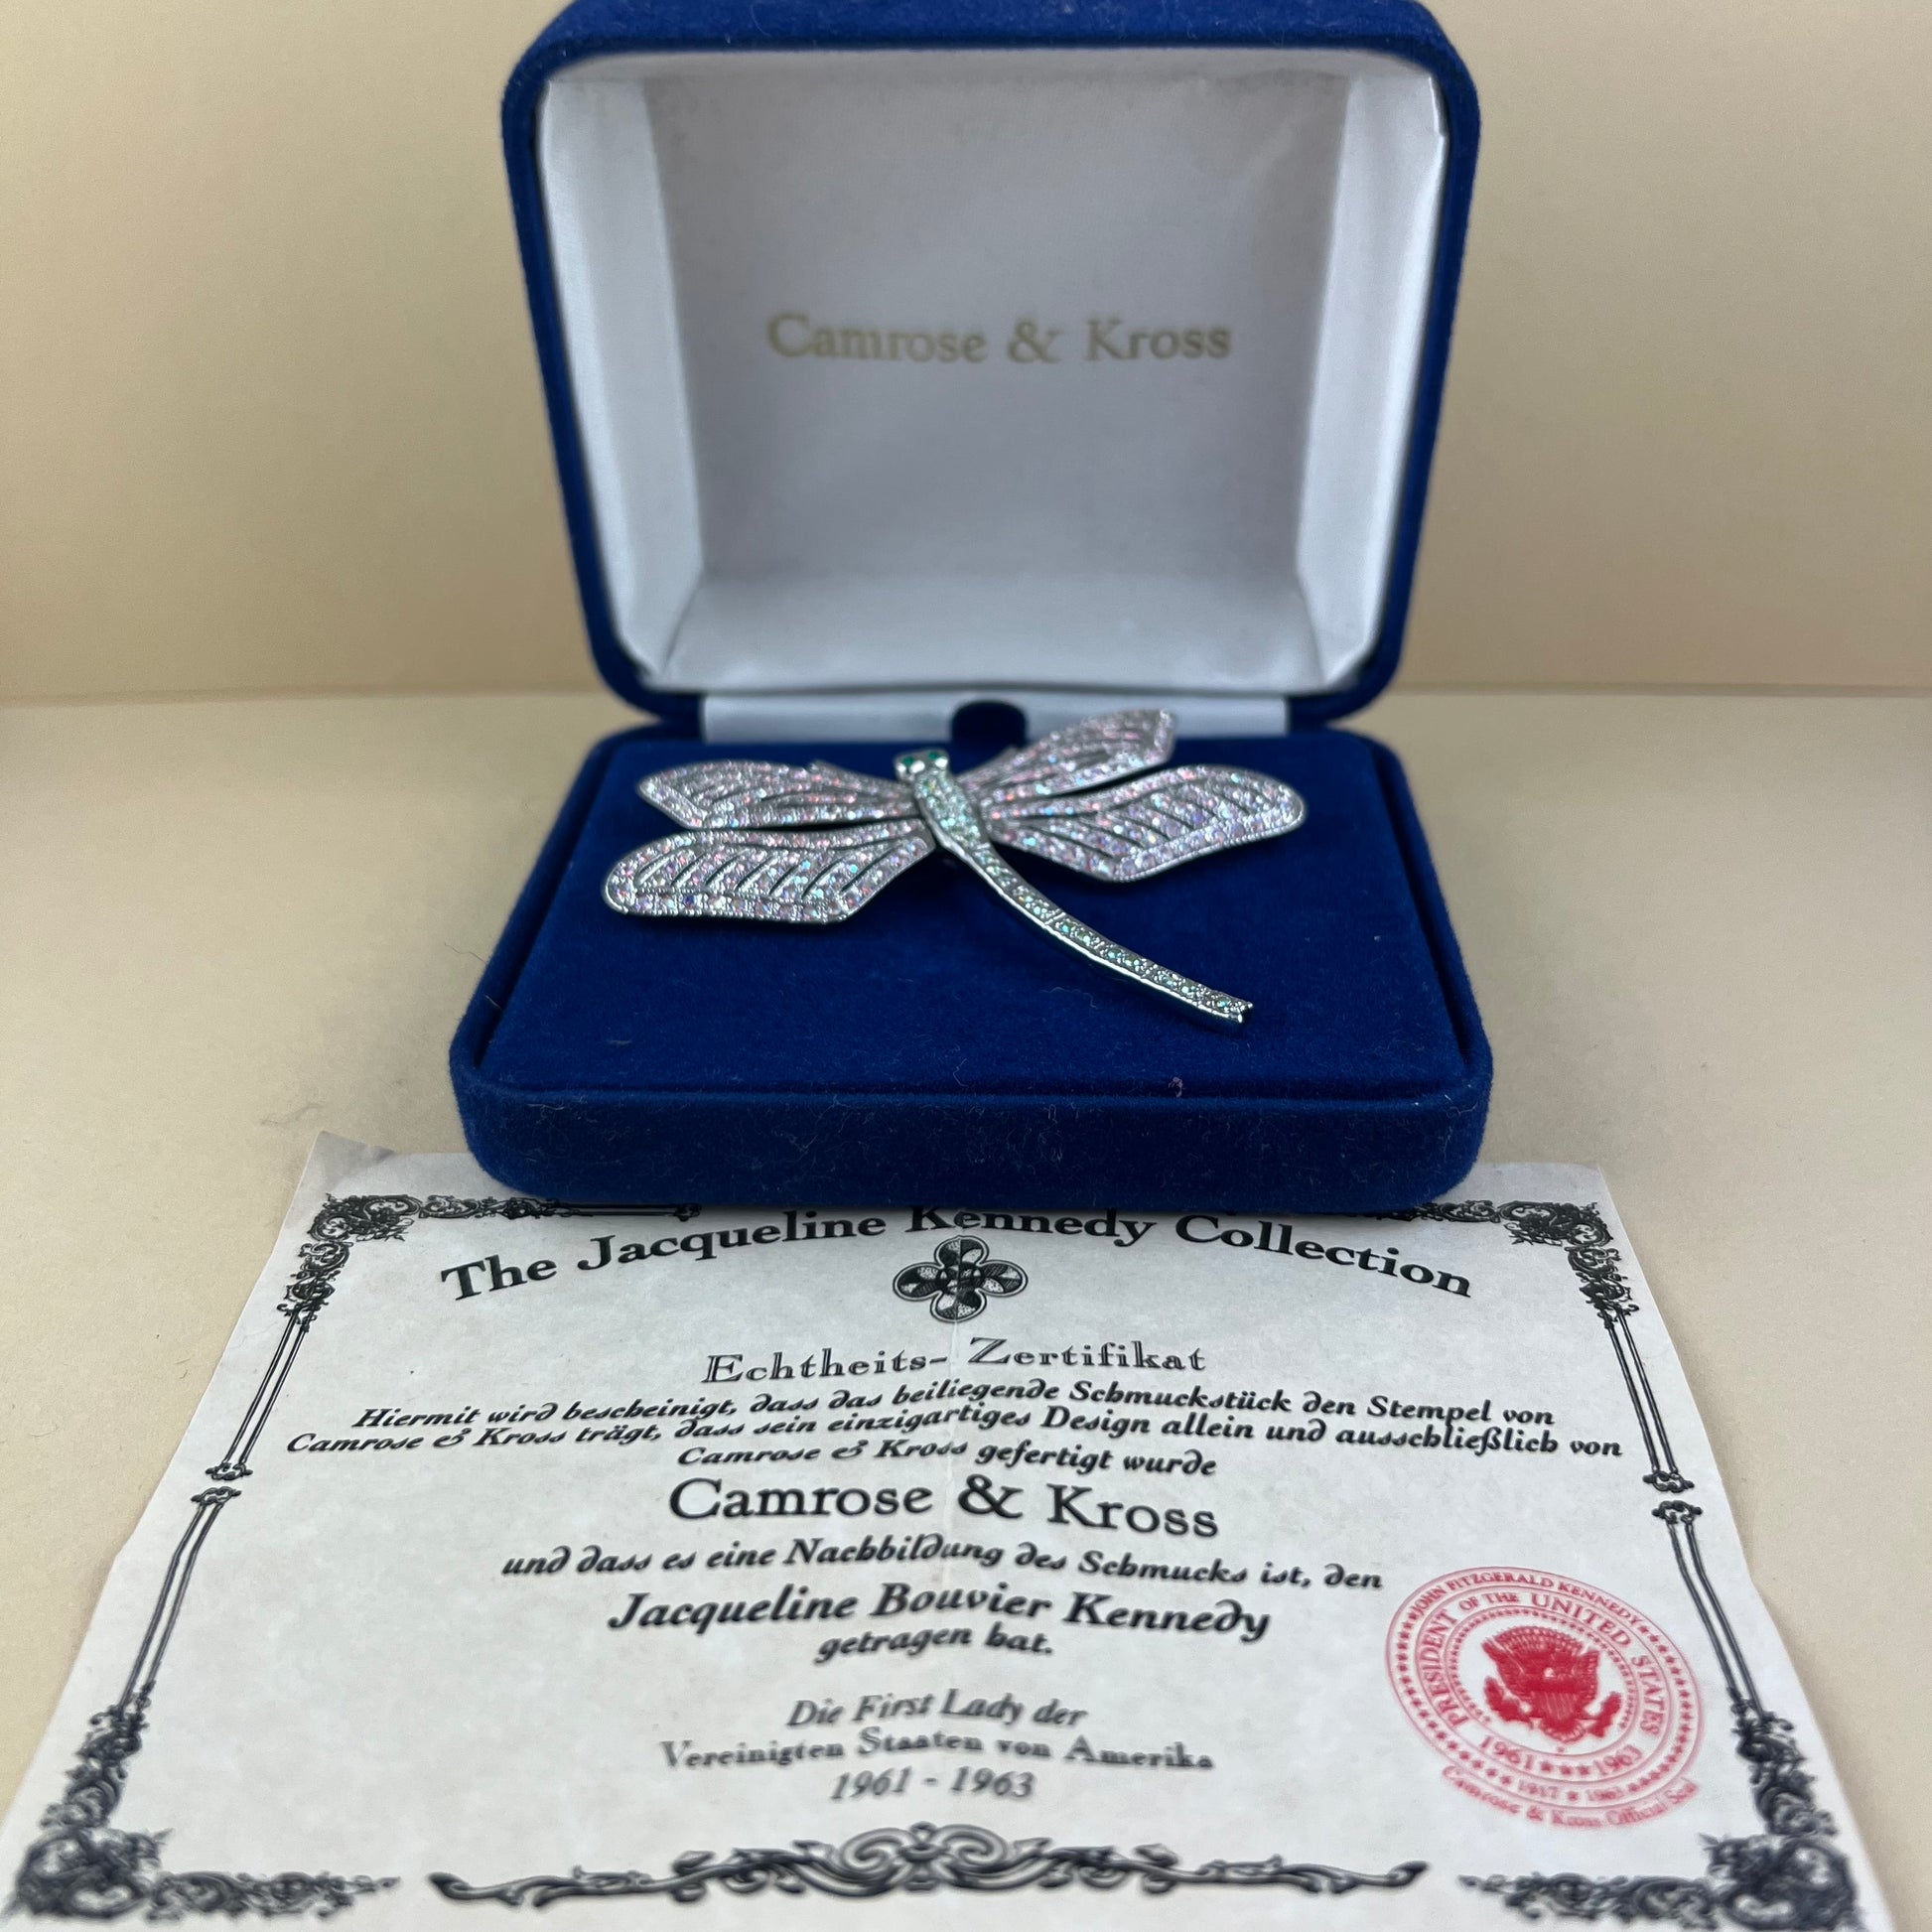 Camrose & Kross
The Jacqueline Kennedy Collection
Echtheits- Zertifikat
Hiermit wird bescheinigt, dass das beiliegende Schmuckstück den Stempel von
Camrose & Kross trägt, dass sein einzigartiges Design allein und ausschließlich von
Camrose & Kross gefertigt wurde
Camrose & Kross
und dass es eine Nachbildung des Schmucks ist, den
Jacqueline Bouvier Kennedy
getragen hat.
Die First Lady der
Vereinigten Staaten von Amerika
1961 - 1963
JOHN FITZGERALD KENNEDY
PRESIDENT OF THE UNITED STATES
1961 1963
1917 1963
Camrose & Kross Official Seal